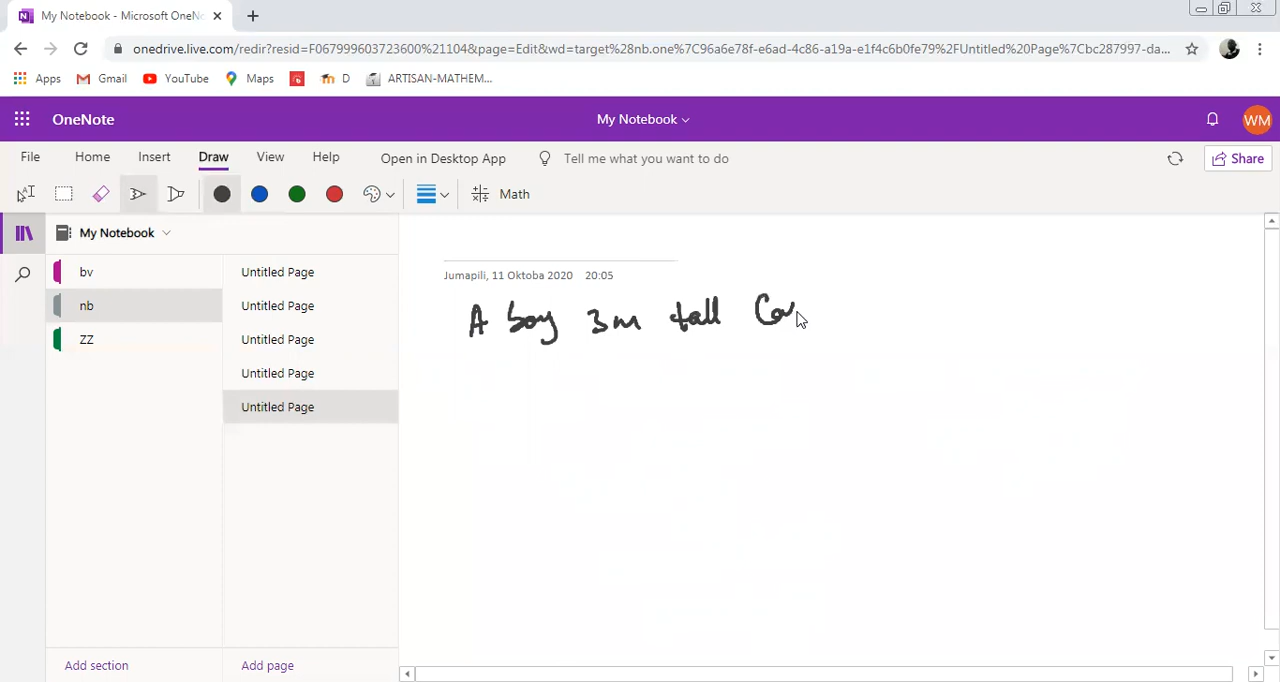 My Notebook - Microsoft OneNo
onedrive.live.com/redir?resid=F067999603723600%21104&page=Edit&wd=target%28nb.one%7C96a6e78f-e6ad-4c86-a19a-e1f4c6b0fe79%2FUntitled%20Page%7Cbc287997-da...
Apps Gmail YouTube Maps D ARTISAN-MATHEM...
OneNote My Notebook WM
File Home Insert Draw View Help Open in Desktop App Tell me what you want to do Share
Math
My Notebook
bv Untitled Page
nb Untitled Page
ZZ Untitled Page
Untitled Page
Untitled Page
Add section Add page
Jumapili, 11 Oktoba 2020 20:05
A boy 3m tall